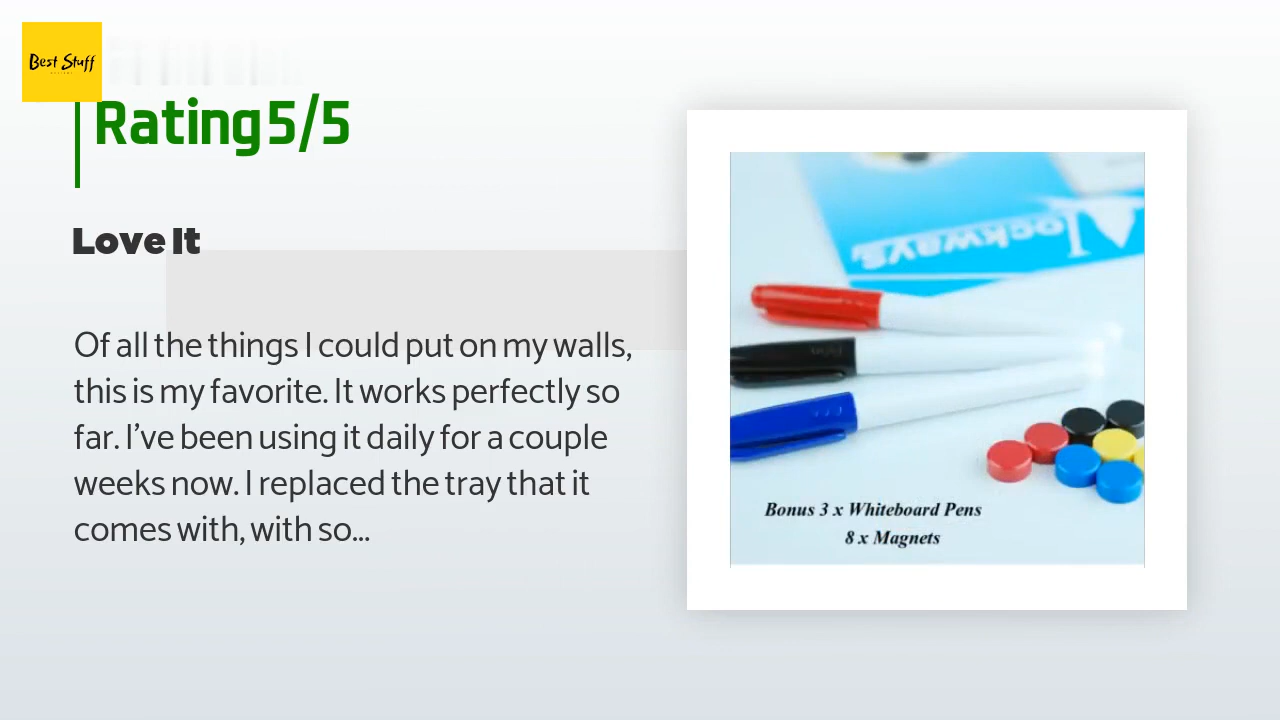 Best Stuff
Rating 5/5
Love It
Of all the things I could put on my walls,
this is my favorite. It works perfectly so
far. I've been using it daily for a couple
weeks now. I replaced the tray that it
comes with, with so...
Alockways
Bonus 3 x Whiteboard Pens
8 x Magnets